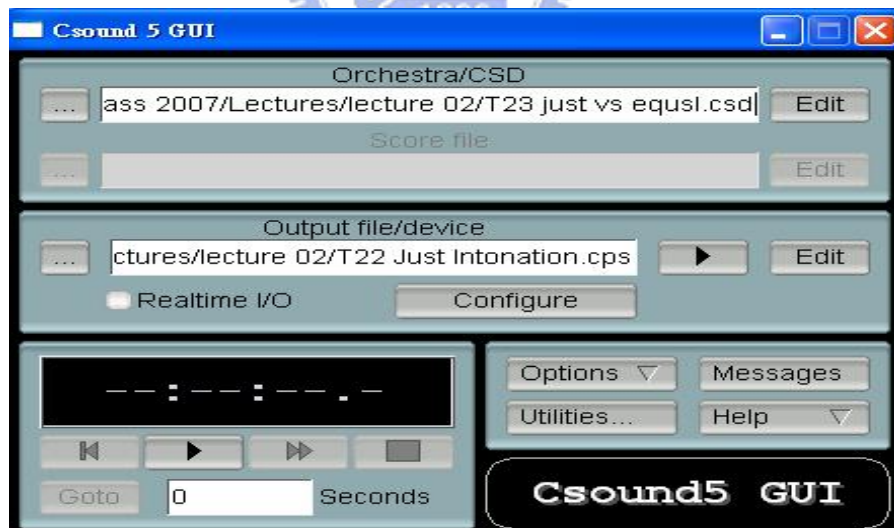 Csound 5 GUI
Orchestra/CSD
... ass 2007/Lectures/lecture 02/T23 just vs equsl.csd Edit
Score file
... Edit
Output file/device
... ctures/lecture 02/T22 Just Intonation.cps Edit
Realtime I/O Configure
--:--:--.-
Options Messages
Utilities... Help
Goto 0 Seconds
Csound5 GUI